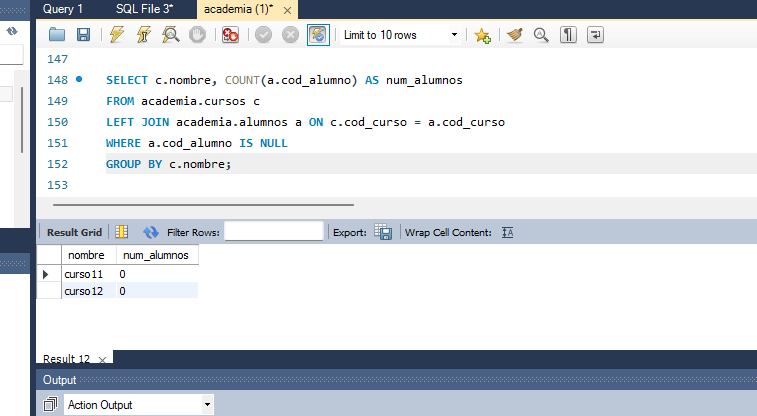 Query 1 SQL File 3* academia (1)* ×
Limit to 10 rows
147
148 SELECT c.nombre, COUNT(a.cod_alumno) AS num_alumnos
149 FROM academia.cursos c
150 LEFT JOIN academia.alumnos a ON c.cod_curso = a.cod_curso
151 WHERE a.cod_alumno IS NULL
152 GROUP BY c.nombre;
153
Result Grid Filter Rows: Export: Wrap Cell Content: IA
nombre num_alumnos
curso11 0
curso12 0
Result 12 ×
Output
Action Output